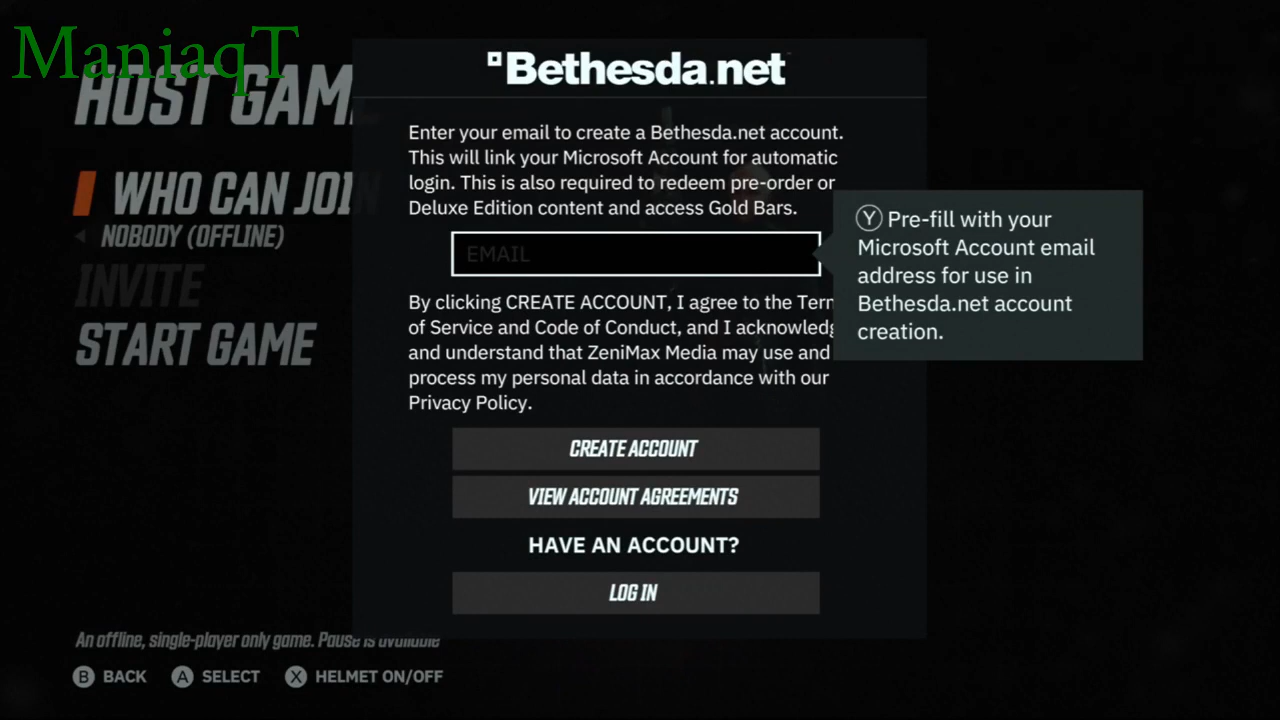 ManiaqT
HOST GAM
WHO CAN JOIN
NOBODY (OFFLINE)
INVITE
START GAME
Bethesda.net
Enter your email to create a Bethesda.net account.
This will link your Microsoft Account for automatic
login. This is also required to redeem pre-order or
Deluxe Edition content and access Gold Bars.
EMAIL
Ⓨ Pre-fill with your
Microsoft Account email
address for use in
Bethesda.net account
creation.
By clicking CREATE ACCOUNT, I agree to the Term
of Service and Code of Conduct, and I acknowledg
and understand that ZeniMax Media may use and
process my personal data in accordance with our
Privacy Policy.
CREATE ACCOUNT
VIEW ACCOUNT AGREEMENTS
HAVE AN ACCOUNT?
LOG IN
An offline, single-player only game. Pause is available
Ⓑ BACK Ⓐ SELECT Ⓧ HELMET ON/OFF